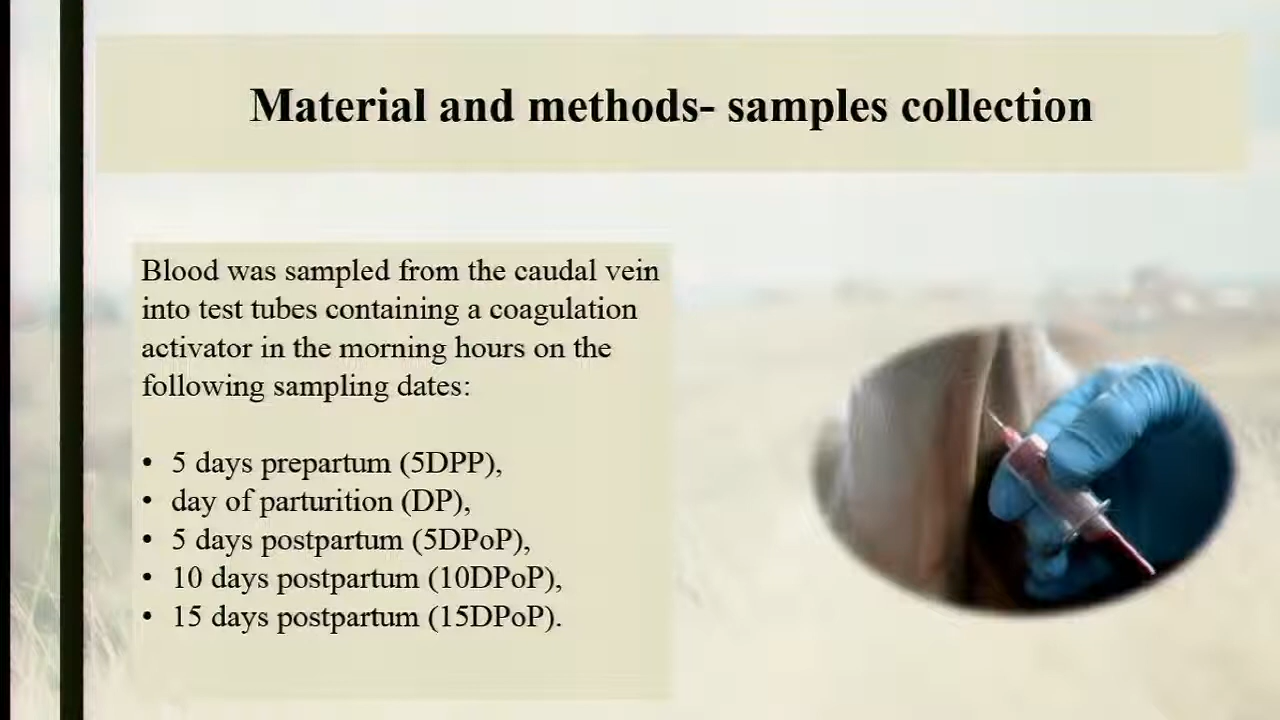 Material and methods- samples collection
Blood was sampled from the caudal vein
into test tubes containing a coagulation
activator in the morning hours on the
following sampling dates:
• 5 days prepartum (5DPP),
• day of parturition (DP),
• 5 days postpartum (5DPoP),
• 10 days postpartum (10DPoP),
• 15 days postpartum (15DPoP).